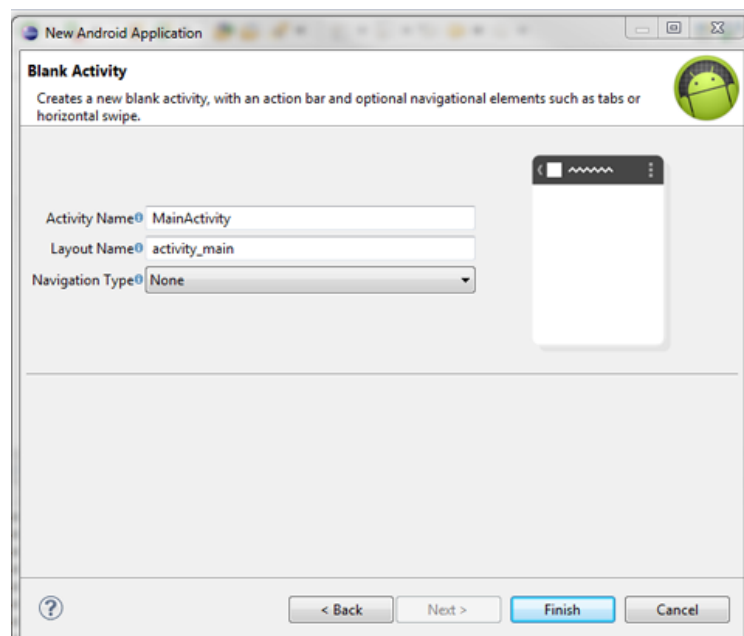 New Android Application
Blank Activity
Creates a new blank activity, with an action bar and optional navigational elements such as tabs or
horizontal swipe.
Activity Name MainActivity
Layout Name activity_main
Navigation Type None
< Back Next > Finish Cancel